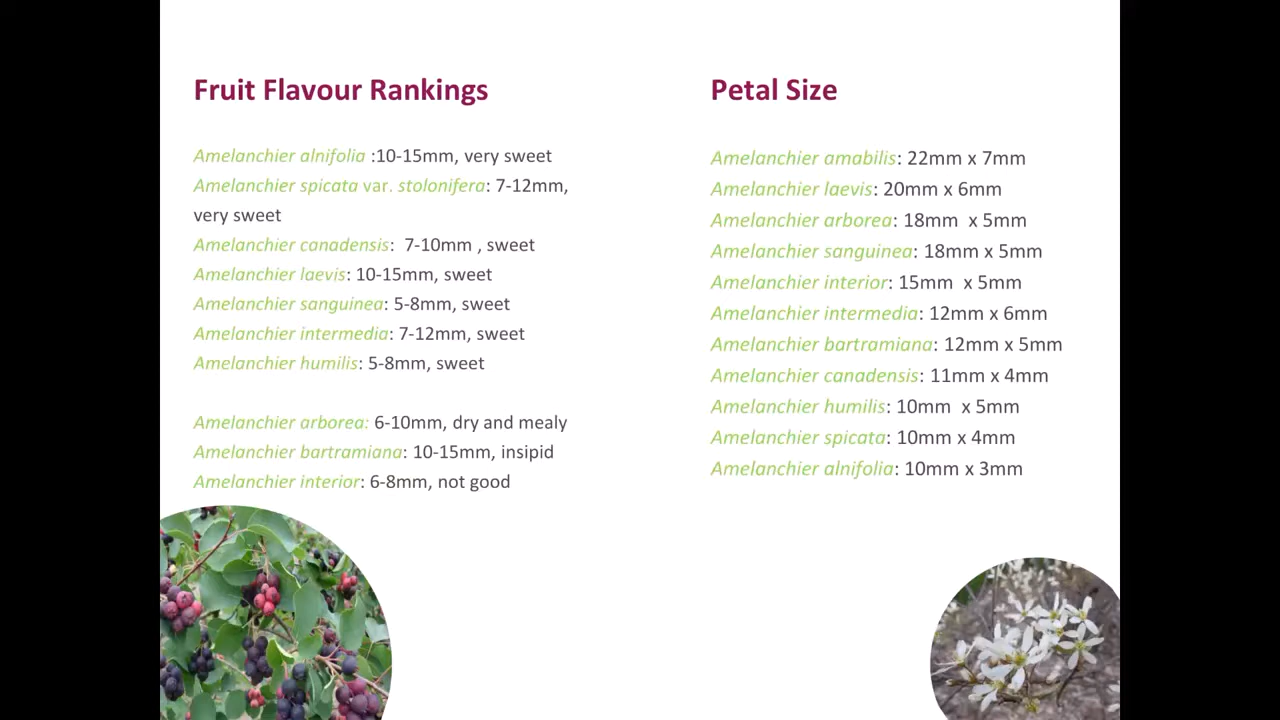 Fruit Flavour Rankings
Amelanchier alnifolia :10-15mm, very sweet
Amelanchier spicata var. stolonifera: 7-12mm,
very sweet
Amelanchier canadensis:  7-10mm , sweet
Amelanchier laevis: 10-15mm, sweet
Amelanchier sanguinea: 5-8mm, sweet
Amelanchier intermedia: 7-12mm, sweet
Amelanchier humilis: 5-8mm, sweet
Amelanchier arborea: 6-10mm, dry and mealy
Amelanchier bartramiana: 10-15mm, insipid
Amelanchier interior: 6-8mm, not good
Petal Size
Amelanchier amabilis: 22mm x 7mm
Amelanchier laevis: 20mm x 6mm
Amelanchier arborea: 18mm  x 5mm
Amelanchier sanguinea: 18mm x 5mm
Amelanchier interior: 15mm  x 5mm
Amelanchier intermedia: 12mm x 6mm
Amelanchier bartramiana: 12mm x 5mm
Amelanchier canadensis: 11mm x 4mm
Amelanchier humilis: 10mm  x 5mm
Amelanchier spicata: 10mm x 4mm
Amelanchier alnifolia: 10mm x 3mm